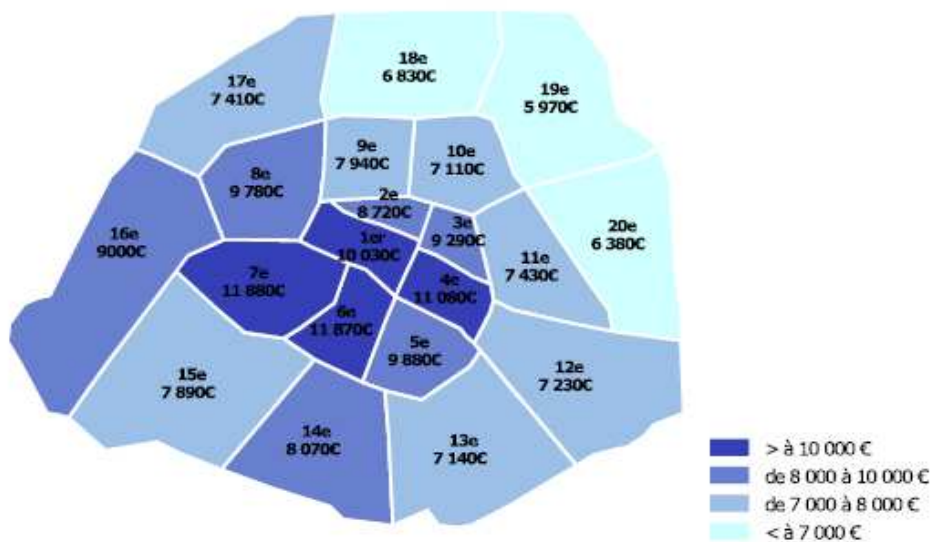 18e
6 830€
17e
7 410€
19e
5 970€
9e
7 940€
10e
7 110€
8e
9 780€
2e
8 720€
3e
9 290€
20e
6 380€
16e
9000€
1er
10 030€
11e
7 430€
7e
11 880€
4e
11 080€
6e
11 870€
5e
9 880€
12e
7 230€
15e
7 890€
14e
8 070€
13e
7 140€
> à 10 000 €
de 8 000 à 10 000 €
de 7 000 à 8 000 €
< à 7 000 €